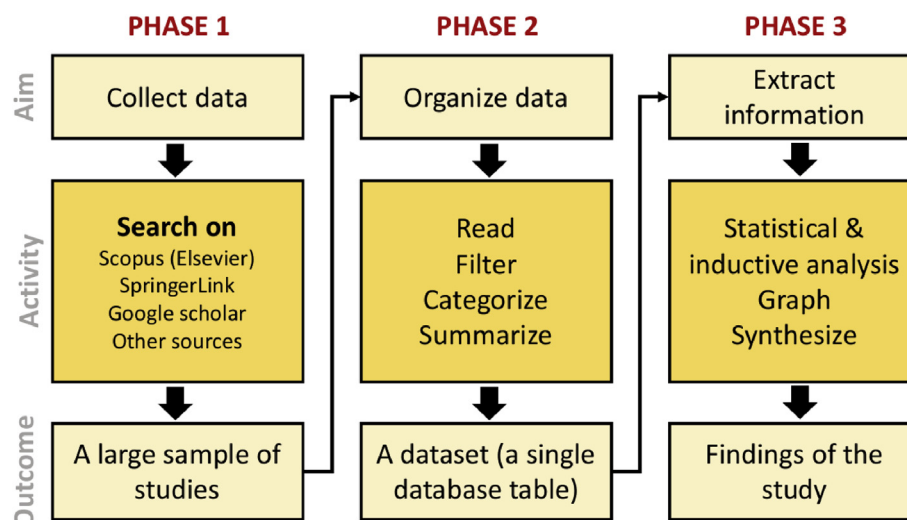 PHASE 1
PHASE 2
PHASE 3
Aim
Collect data
Organize data
Extract
information
Activity
Search on
Scopus (Elsevier)
SpringerLink
Google scholar
Other sources
Read
Filter
Categorize
Summarize
Statistical &
inductive analysis
Graph
Synthesize
Outcome
A large sample of
studies
A dataset (a single
database table)
Findings of the
study